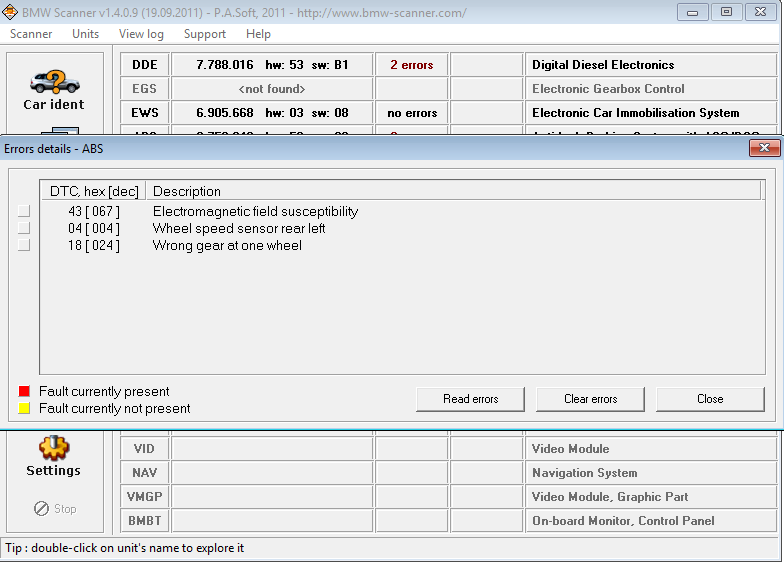 BMW Scanner v1.4.0.9 (19.09.2011) - P.A.Soft, 2011 - http://www.bmw-scanner.com/
Scanner Units View log Support Help
Car ident
DDE 7.788.016 hw: 53 sw: B1 2 errors Digital Diesel Electronics
EGS <not found> Electronic Gearbox Control
EWS 6.905.668 hw: 03 sw: 08 no errors Electronic Car Immobilisation System
Errors details - ABS
DTC, hex [dec] Description
43 [ 067 ] Electromagnetic field susceptibility
04 [ 004 ] Wheel speed sensor rear left
18 [ 024 ] Wrong gear at one wheel
Fault currently present
Fault currently not present
Read errors Clear errors Close
Settings
Stop
VID Video Module
NAV Navigation System
VMGP Video Module, Graphic Part
BMBT On-board Monitor, Control Panel
Tip : double-click on unit's name to explore it